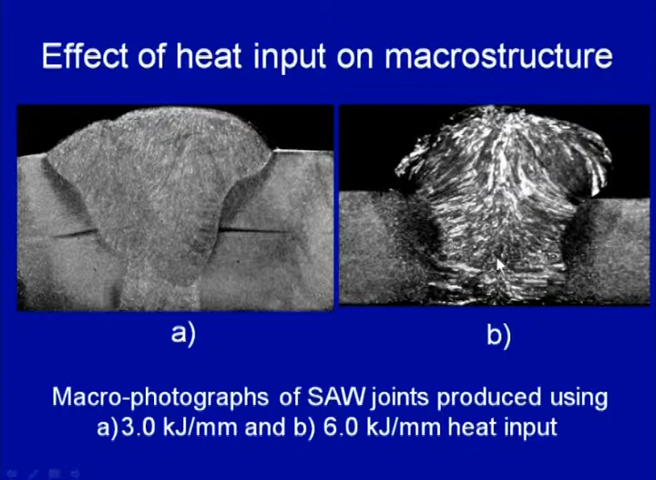 Effect of heat input on macrostructure
a)
b)
Macro-photographs of SAW joints produced using
a)3.0 kJ/mm and b) 6.0 kJ/mm heat input